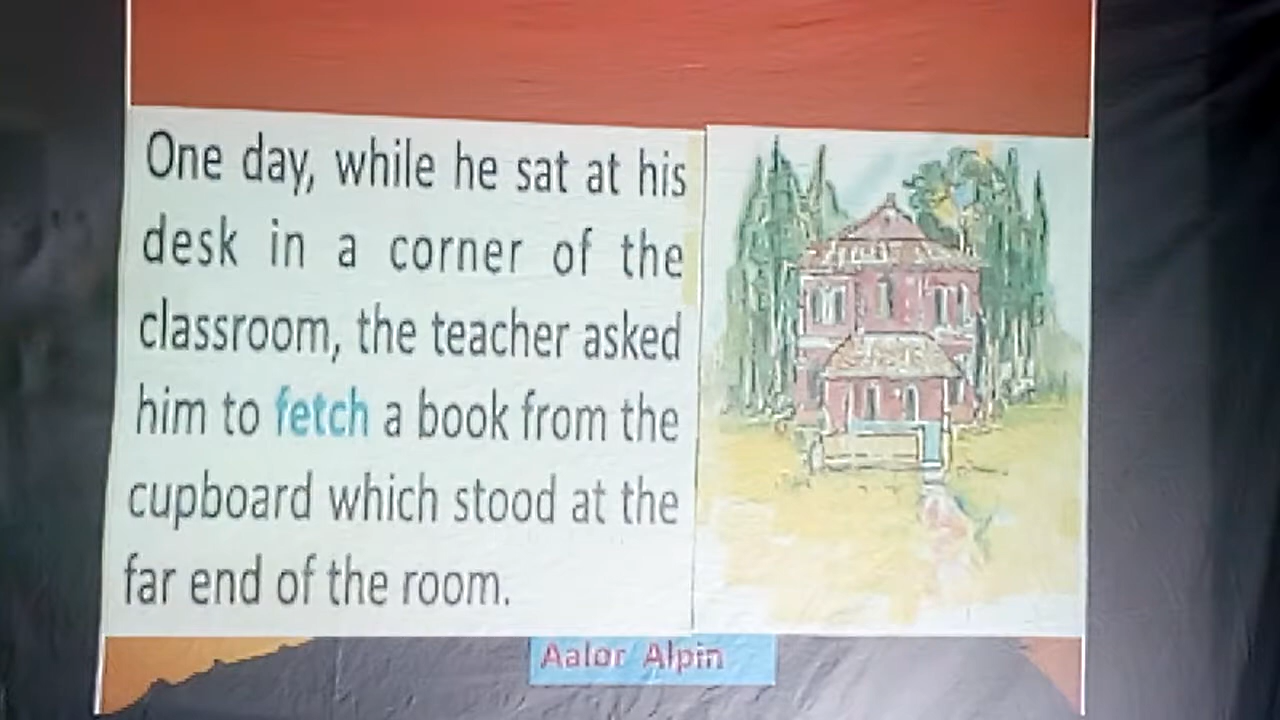 One day, while he sat at his
desk in a corner of the
classroom, the teacher asked
him to fetch a book from the
cupboard which stood at the
far end of the room.
Aalor Alpin